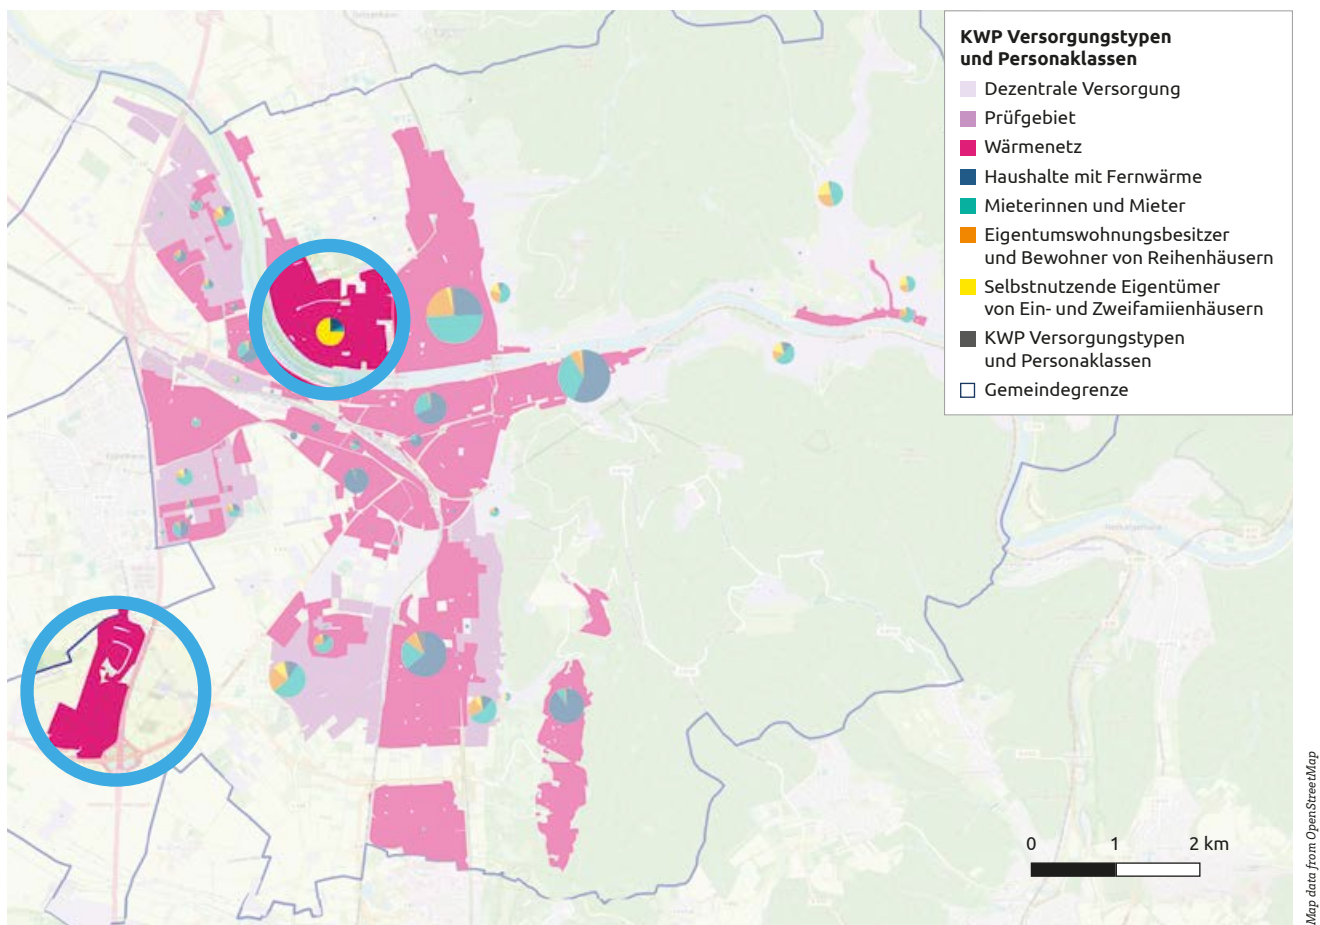 KWP Versorgungstypen
und Personaklassen
Dezentrale Versorgung
Prüfgebiet
Wärmenetz
Haushalte mit Fernwärme
Mieterinnen und Mieter
Eigentumswohnungsbesitzer
und Bewohner von Reihenhäusern
Selbstnutzende Eigentümer
von Ein- und Zweifamiienhäusern
KWP Versorgungstypen
und Personaklassen
Gemeindegrenze
0 1 2 km
Map data from OpenStreetMap